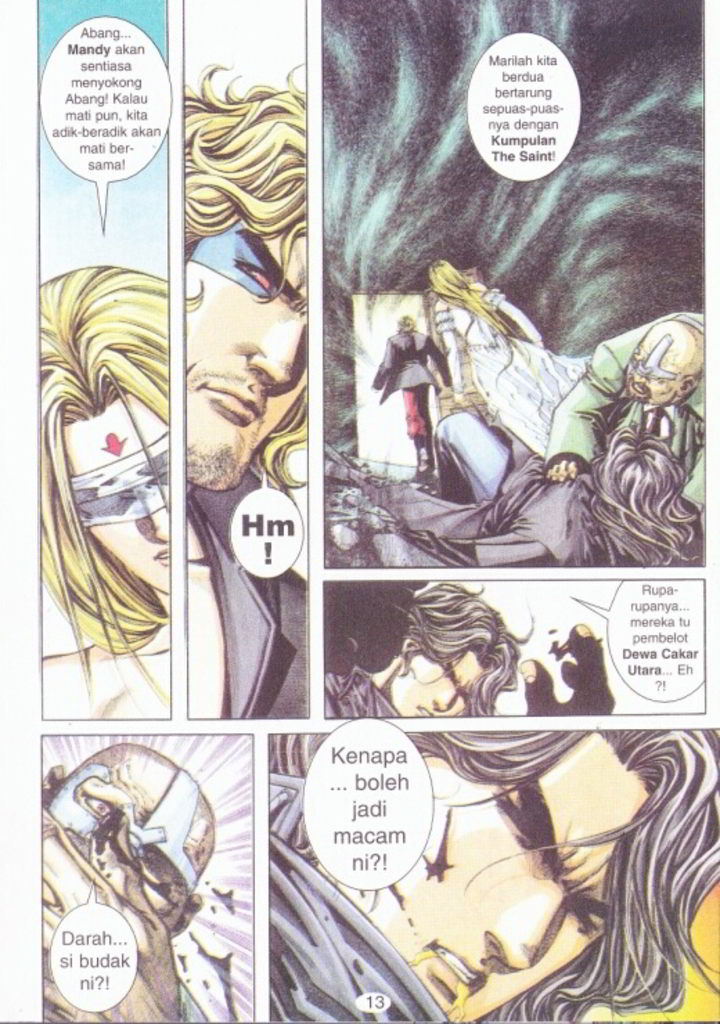 Abang...
Mandy akan
sentiasa
menyokong
Abang! Kalau
mati pun, kita
adik-beradik akan
mati ber-
sama!
Hm
!
Marilah kita
berdua
bertarung
sepuas-puas-
nya dengan
Kumpulan
The Saint!
Rupa-
rupanya...
mereka tu
pembelot
Dewa Cakar
Utara... Eh
?!
Darah...
si budak
ni?!
Kenapa
... boleh
jadi
macam
ni?!
13